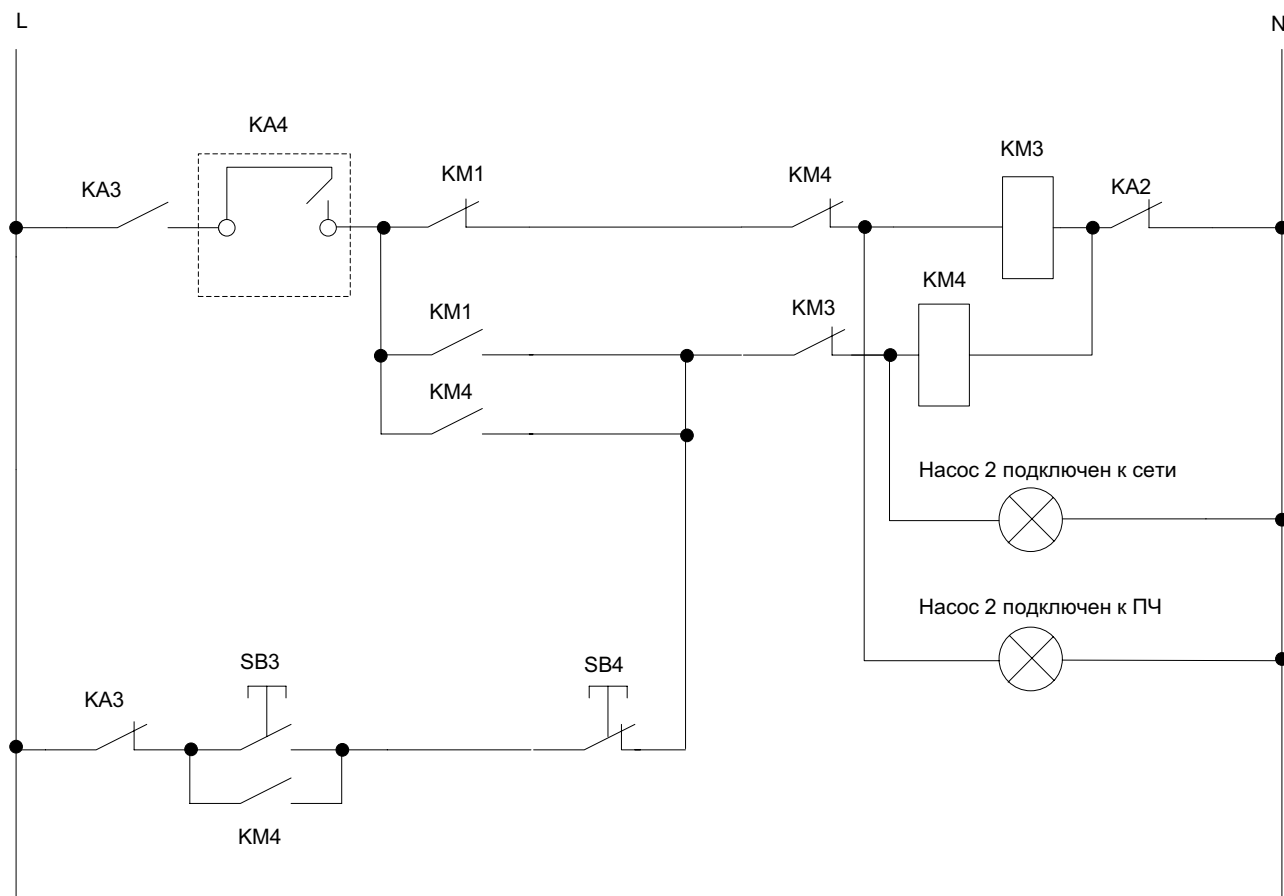 L
N
KA4
KM3
KM1
KM4
KA3
KA2
KM4
KM1
KM3
KM4
Насос 2 подключен к сети
Насос 2 подключен к ПЧ
SB3
SB4
KA3
KM4